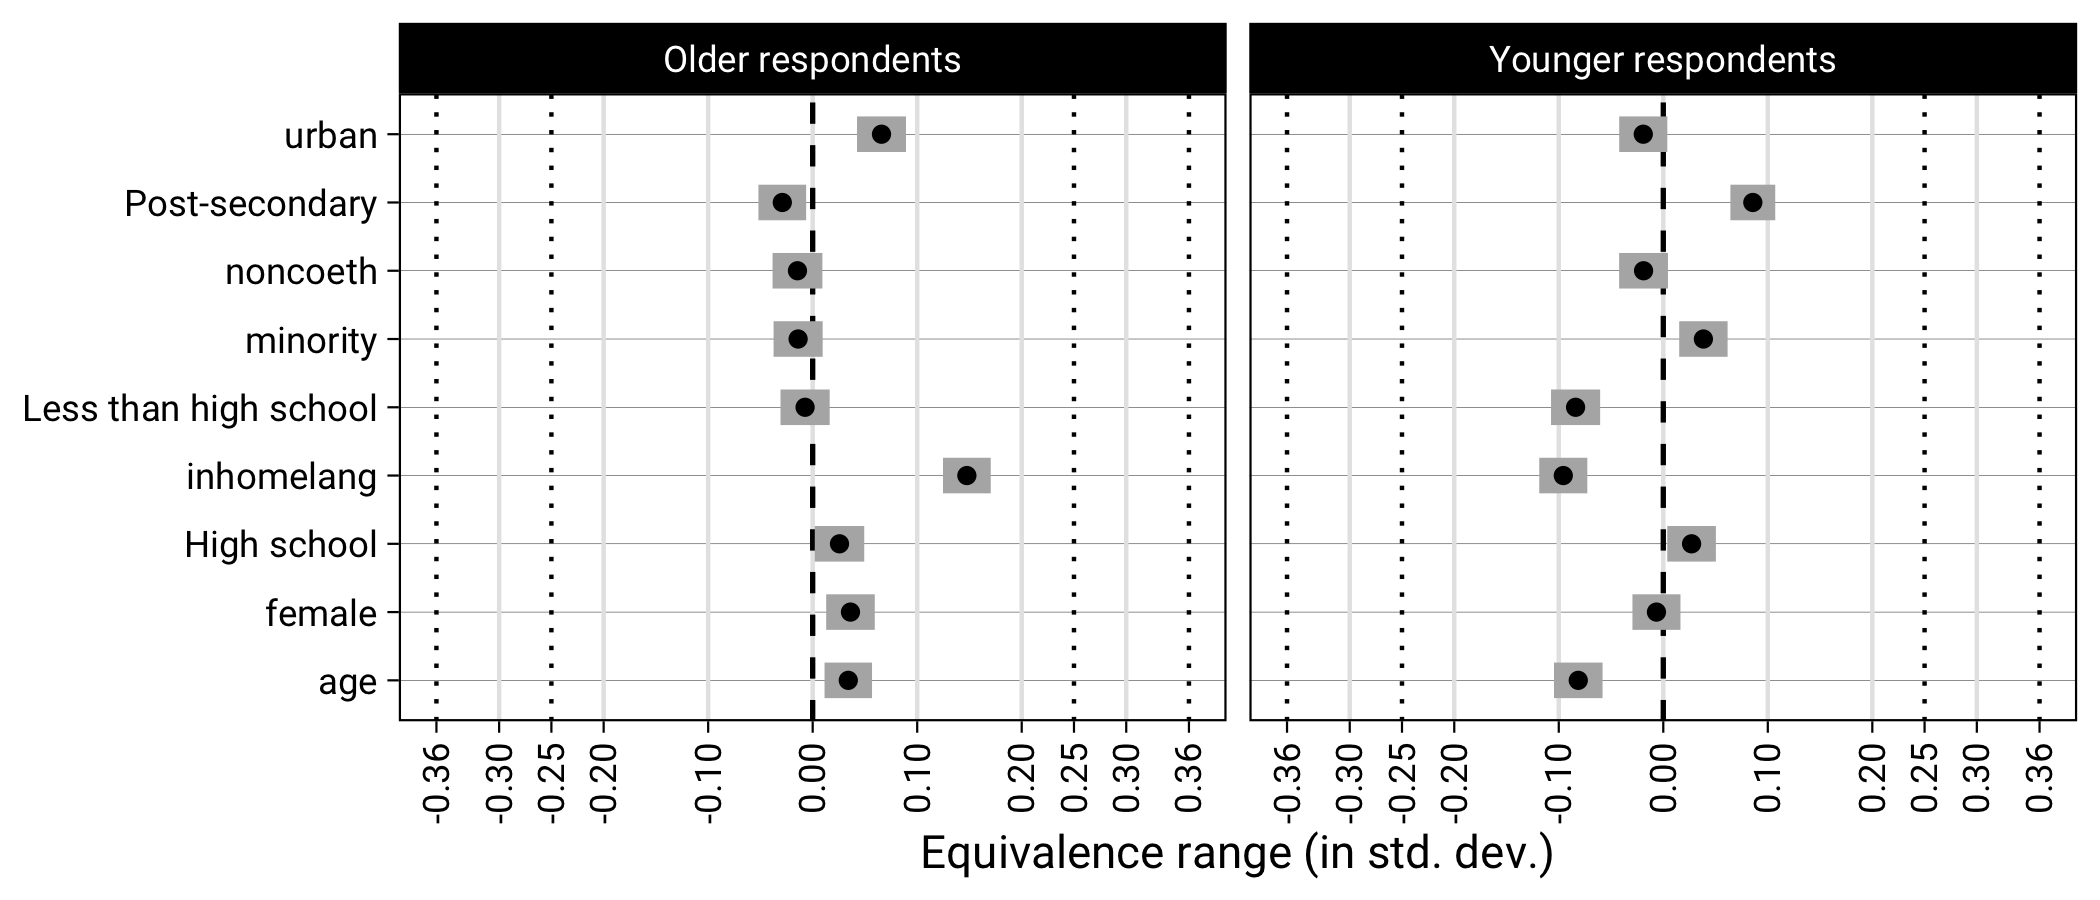 Older respondents
Younger respondents
urban
Post-secondary
noncoeth
minority
Less than high school
inhomelang
High school
female
age
-0.36 -0.30 -0.25 -0.20 -0.10 0.00 0.10 0.20 0.25 0.30 0.36
-0.36 -0.30 -0.25 -0.20 -0.10 0.00 0.10 0.20 0.25 0.30 0.36
Equivalence range (in std. dev.)